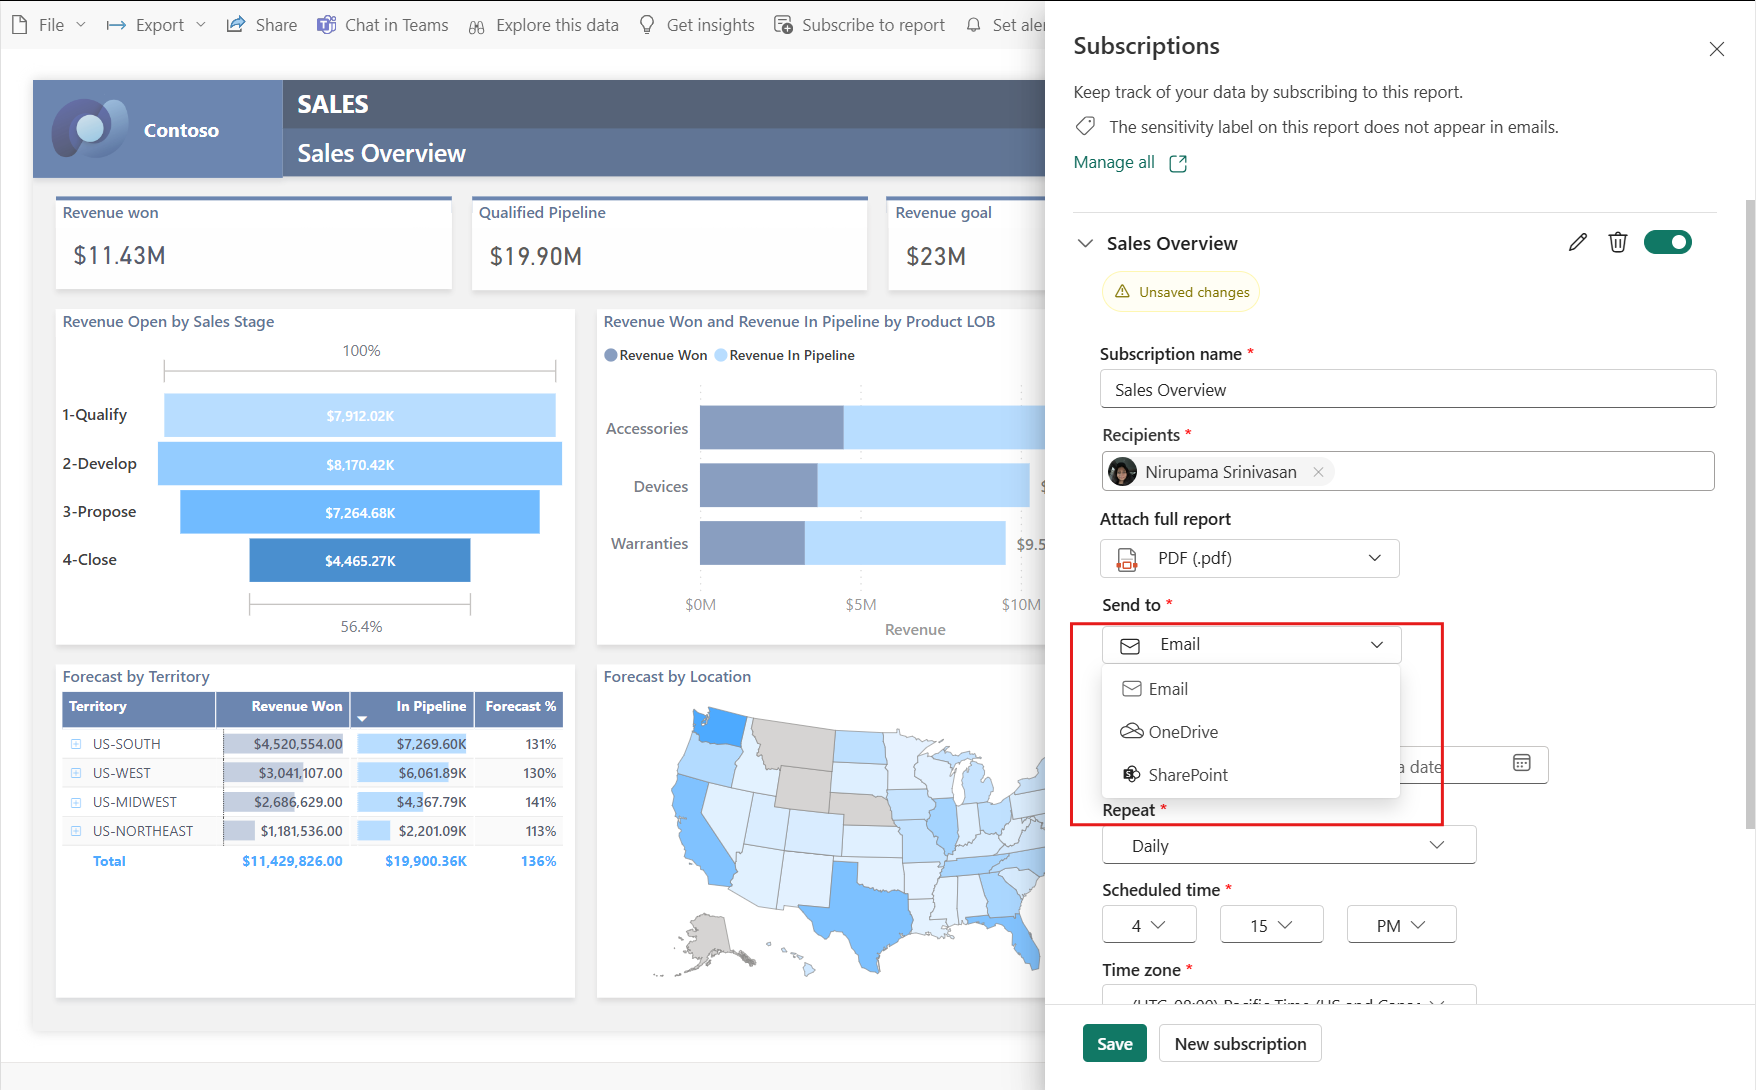 File
Export
Share
Chat in Teams
Explore this data
Get insights
Subscribe to report
Set aler
Contoso
SALES
Sales Overview
Revenue won
$11.43M
Qualified Pipeline
$19.90M
Revenue goal
$23M
Revenue Open by Sales Stage
100%
1-Qualify
$7,912.02K
2-Develop
$8,170.42K
3-Propose
$7,264.68K
4-Close
$4,465.27K
56.4%
Revenue Won and Revenue In Pipeline by Product LOB
Revenue Won
Revenue In Pipeline
Accessories
Devices
Warranties
$9.5
$0M
$5M
$10M
Revenue
Forecast by Territory
Territory Revenue Won In Pipeline Forecast %
US-SOUTH $4,520,554.00 $7,269.60K 131%
US-WEST $3,041,107.00 $6,061.89K 130%
US-MIDWEST $2,686,629.00 $4,367.79K 141%
US-NORTHEAST $1,181,536.00 $2,201.09K 113%
Total $11,429,826.00 $19,900.36K 136%
Forecast by Location
Subscriptions
Keep track of your data by subscribing to this report.
The sensitivity label on this report does not appear in emails.
Manage all
Sales Overview
Unsaved changes
Subscription name *
Sales Overview
Recipients *
Nirupama Srinivasan
Attach full report
PDF (.pdf)
Send to *
Email
Email
OneDrive
SharePoint
a date
Repeat *
Daily
Scheduled time *
4
15
PM
Time zone *
(UTC-08:00) Pacific Time (US and Cana
Save
New subscription